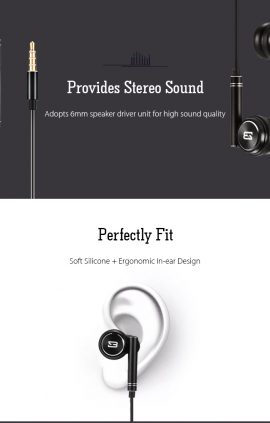 Provides Stereo Sound
Adopts 6mm speaker driver unit for high sound quality
Perfectly Fit
Soft Silicone + Ergonomic In-ear Design